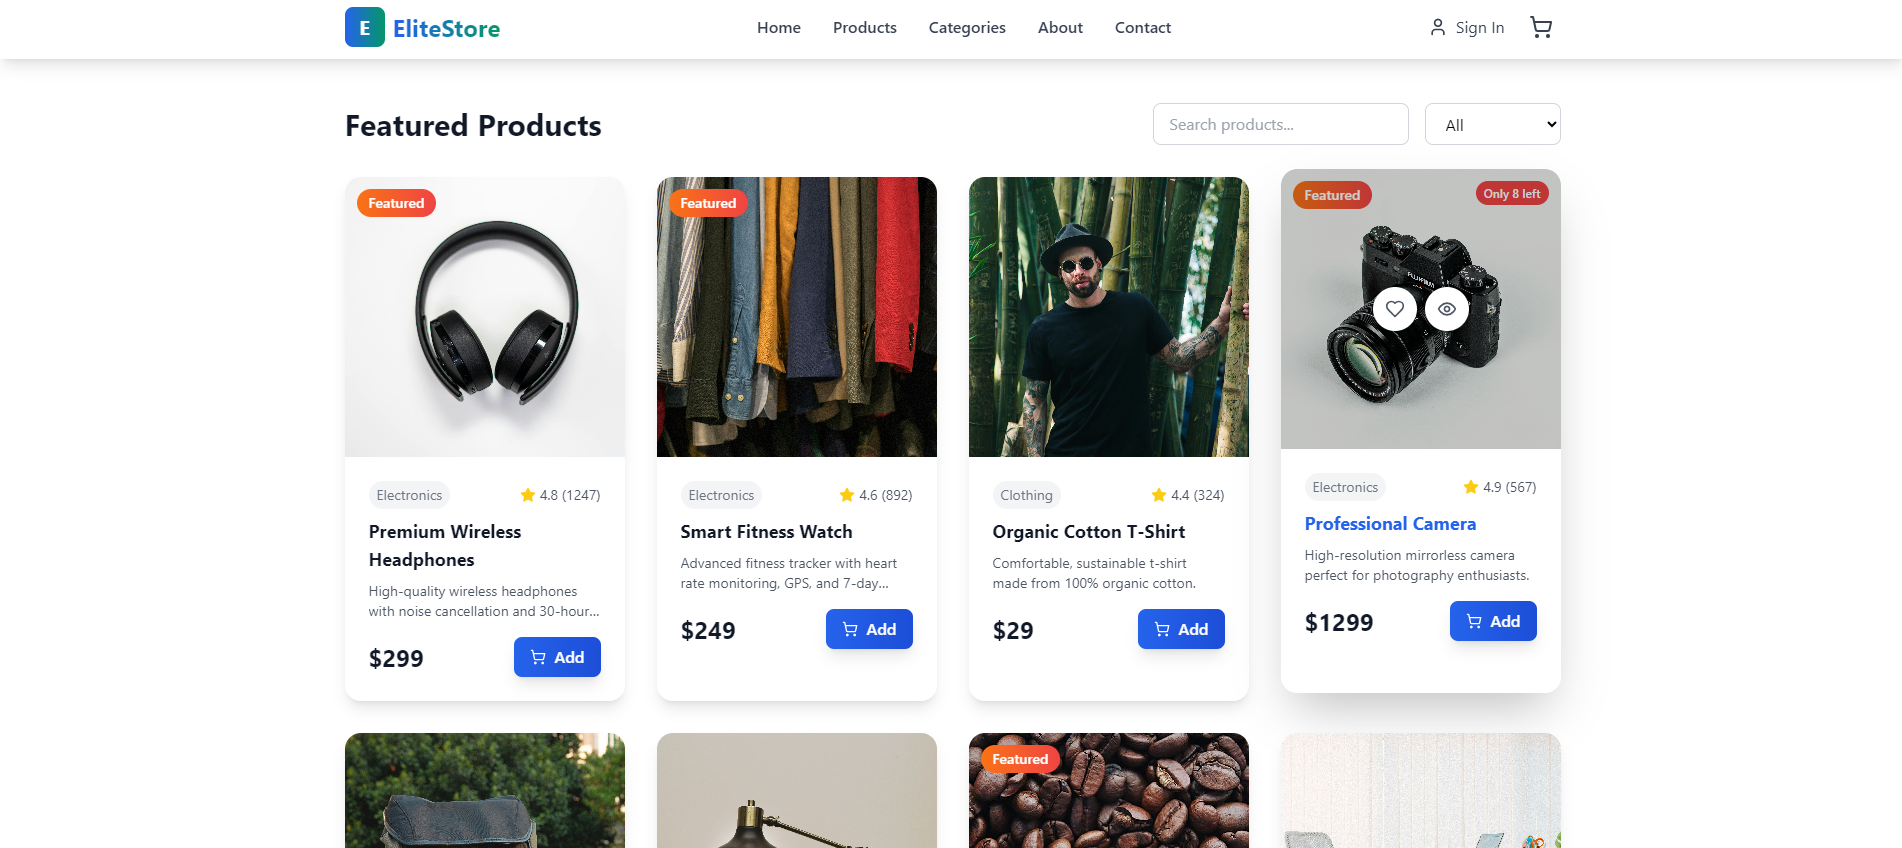 E EliteStore
Home Products Categories About Contact
Sign In
Featured Products
Search products...
All
Featured
Electronics
4.8 (1247)
Premium Wireless
Headphones
High-quality wireless headphones
with noise cancellation and 30-hour...
$299
Add
Featured
Electronics
4.6 (892)
Smart Fitness Watch
Advanced fitness tracker with heart
rate monitoring, GPS, and 7-day...
$249
Add
Clothing
4.4 (324)
Organic Cotton T-Shirt
Comfortable, sustainable t-shirt
made from 100% organic cotton.
$29
Add
Featured
Only 8 left
FUJIFILM
Electronics
4.9 (567)
Professional Camera
High-resolution mirrorless camera
perfect for photography enthusiasts.
$1299
Add
Featured